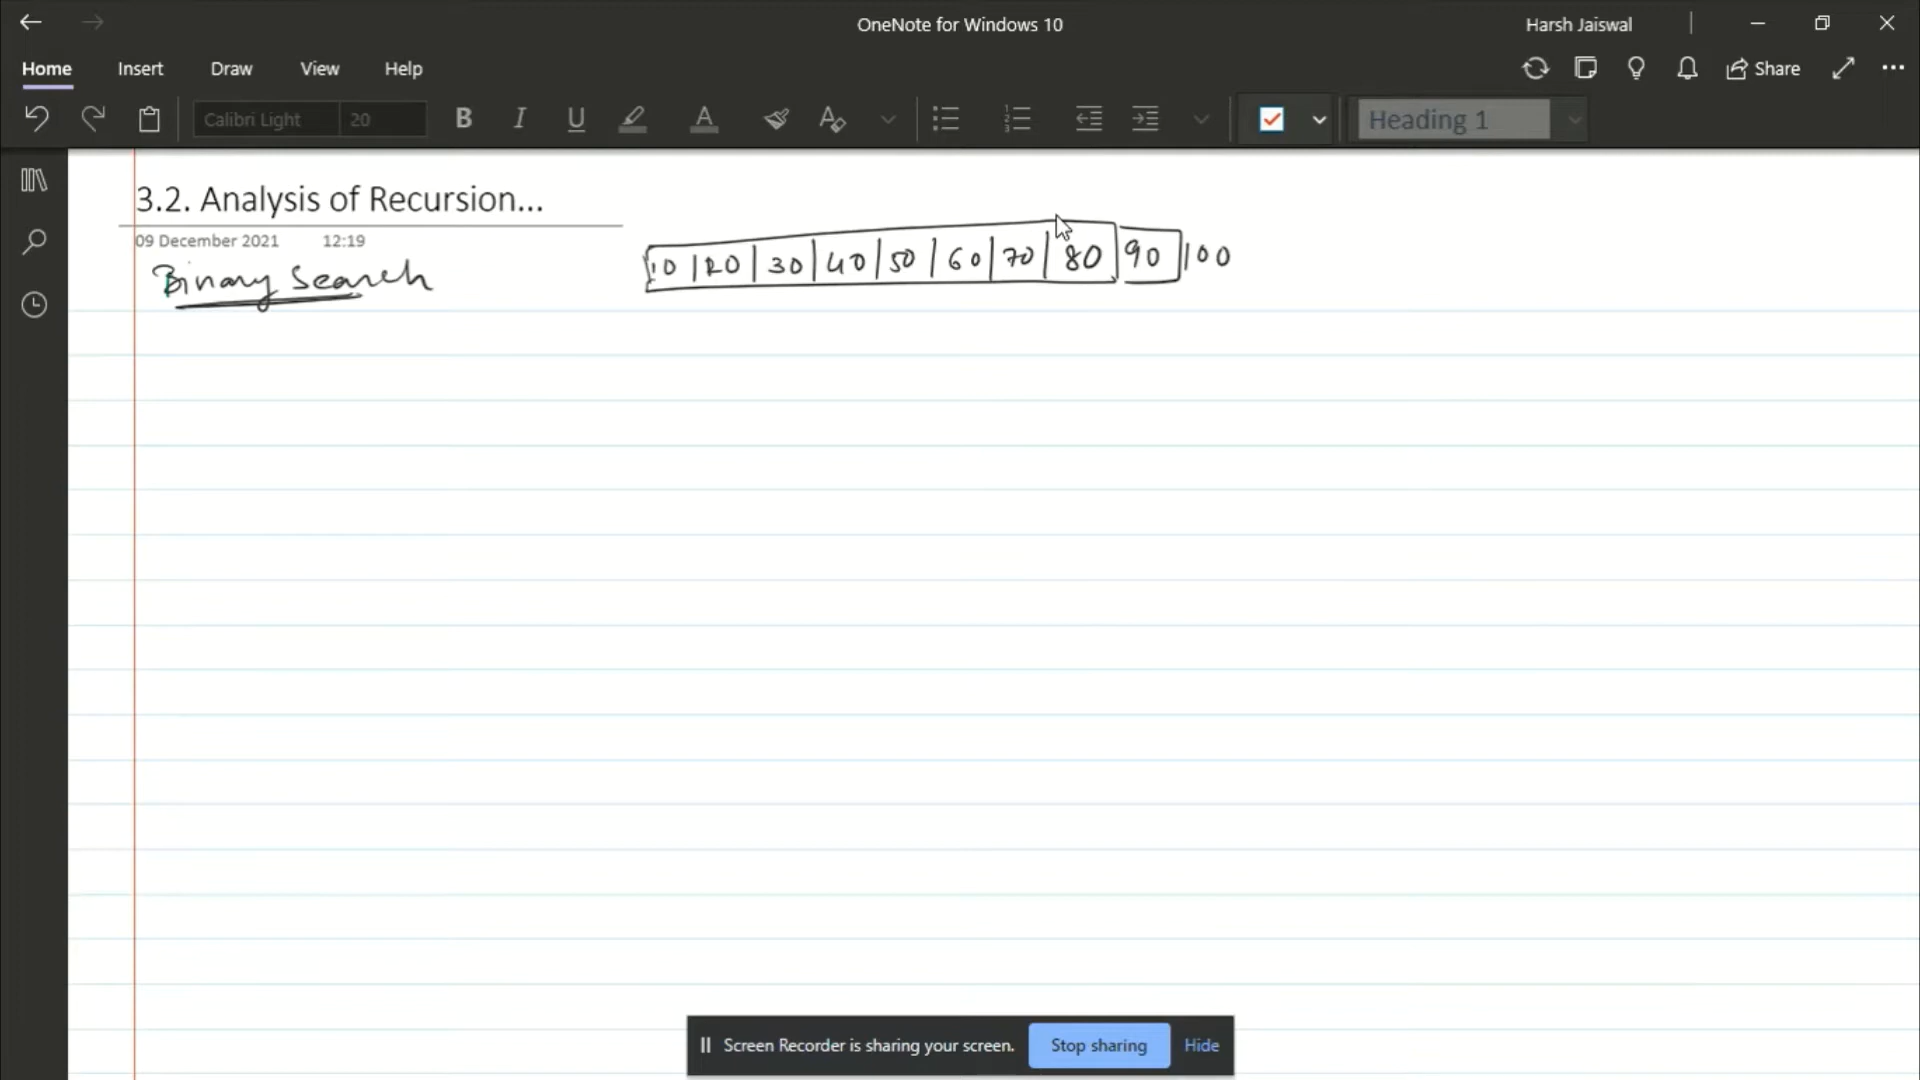 OneNote for Windows 10
Harsh Jaiswal
Home Insert Draw View Help
Share
Calibri Light 20 B I U A A Heading 1
3.2. Analysis of Recursion...
09 December 2021 12:19
Binary Search
10 | 20 | 30 | 40 | 50 | 60 | 70 | 80 | 90 | 100
Screen Recorder is sharing your screen. Stop sharing Hide